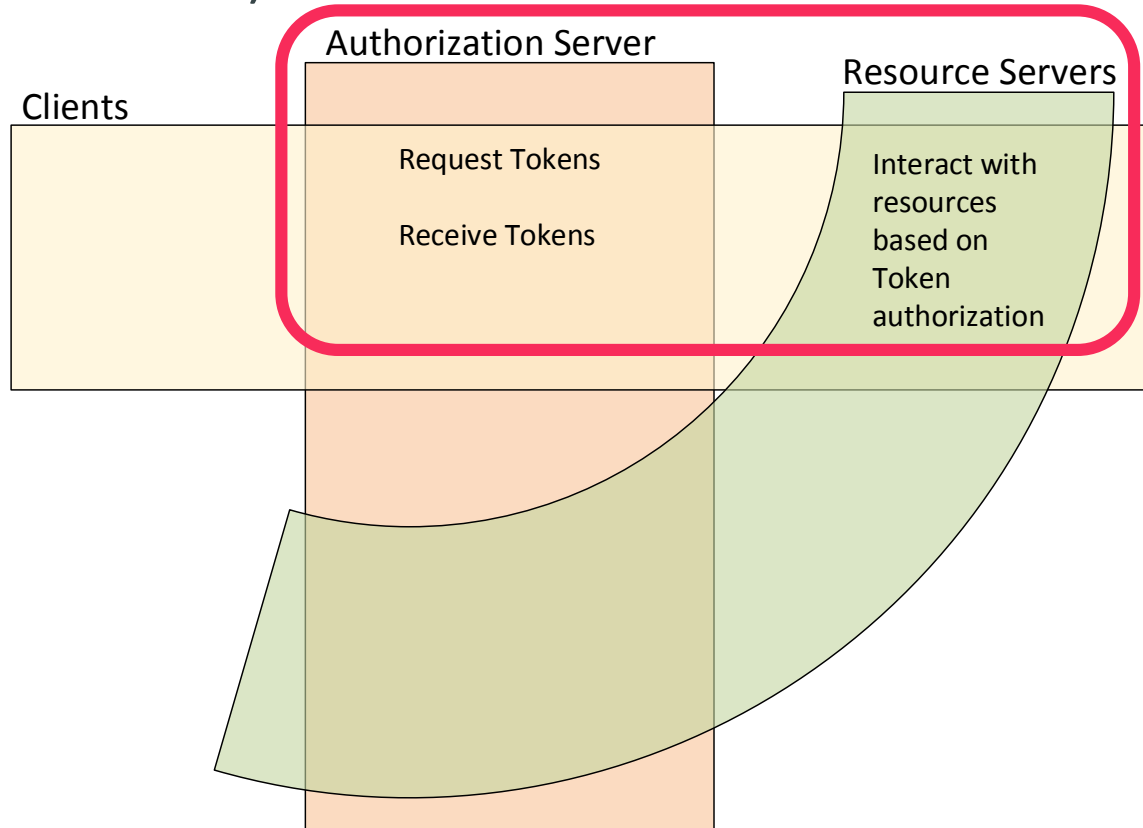 Authorization Server
Resource Servers
Clients
Request Tokens
Receive Tokens
Interact with
resources
based on
Token
authorization